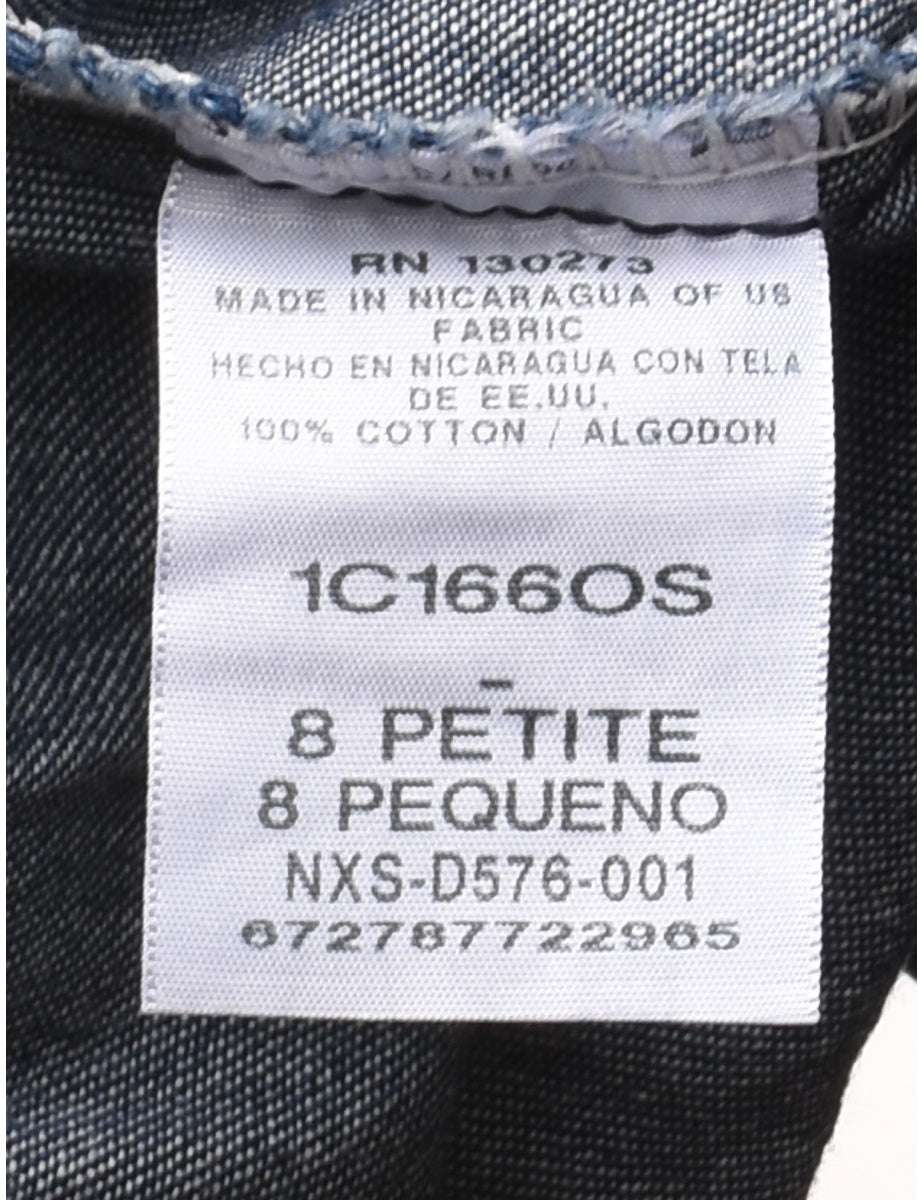 RN 130273
MADE IN NICARAGUA OF US
FABRIC
HECHO EN NICARAGUA CON TELA
DE EE.UU.
100% COTTON / ALGODON
1C166OS
-
8 PETITE
8 PEQUENO
NXS-D576-001
672787722965